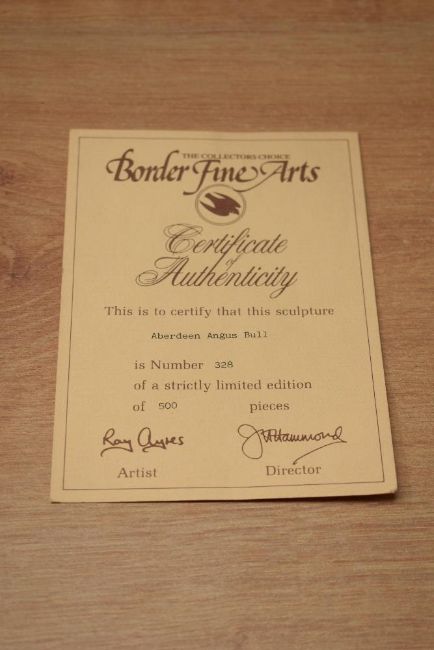 THE COLLECTORS CHOICE
Border Fine Arts
Certificate
of
Authenticity
This is to certify that this sculpture
Aberdeen Angus Bull
is Number 328
of a strictly limited edition
of 500 pieces
Ray Ayres J Hammond
Artist Director